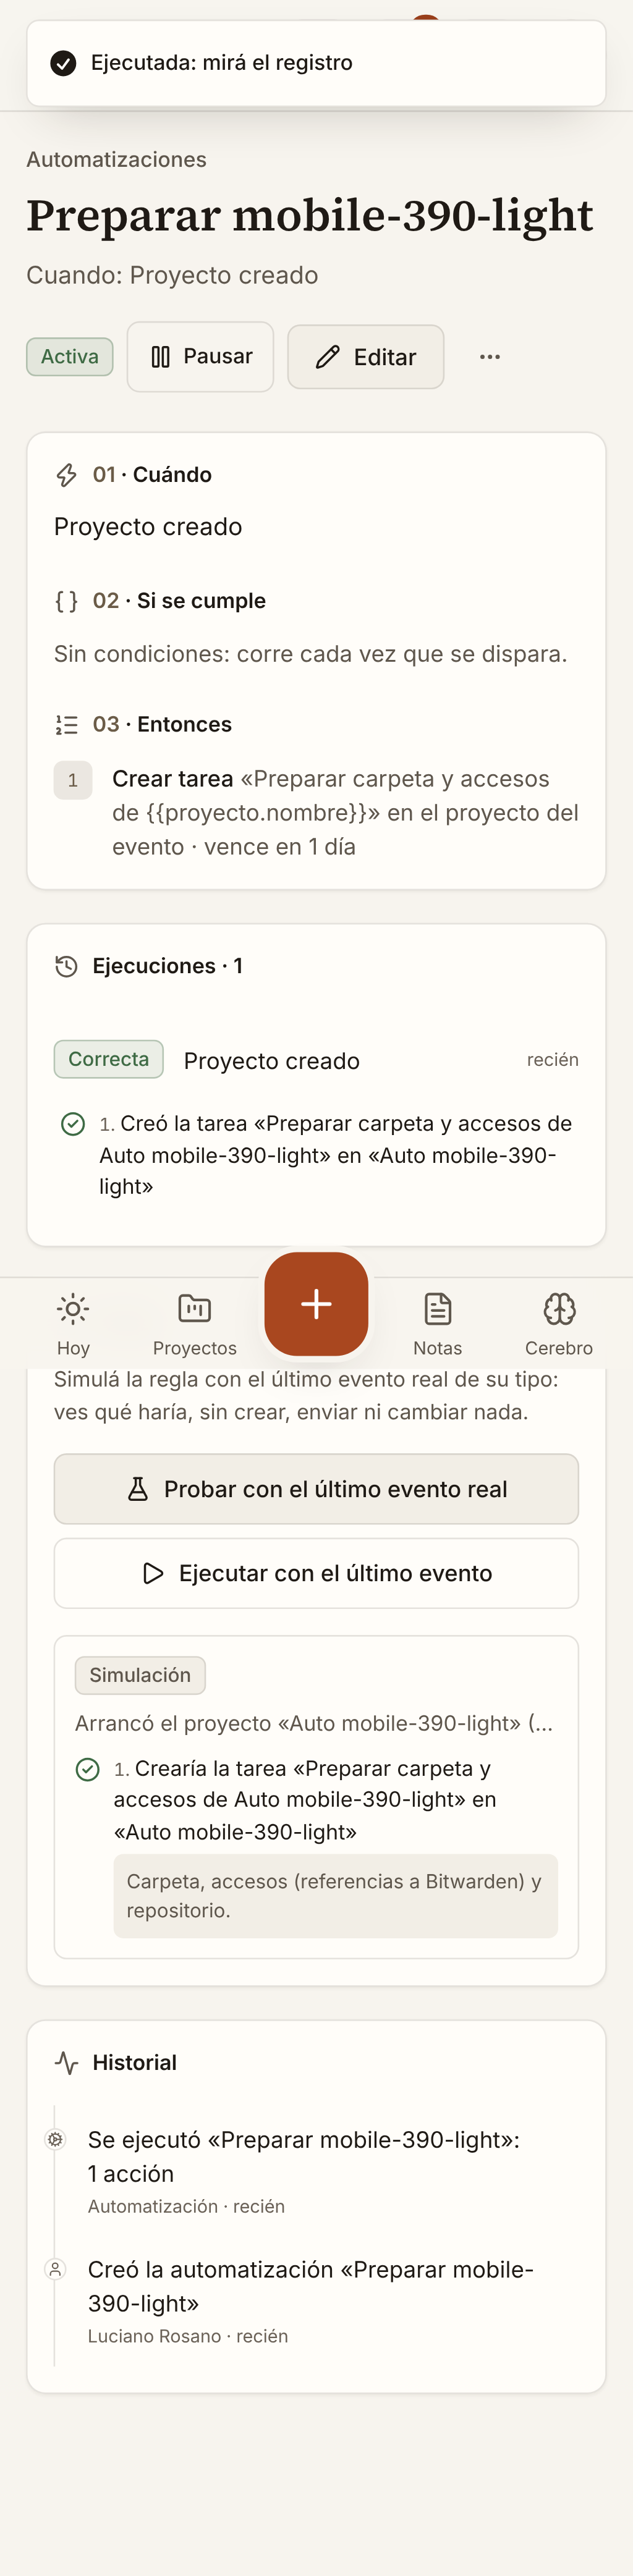 Ejecutada: mirá el registro
Automatizaciones
Preparar mobile-390-light
Cuando: Proyecto creado
Activa
Pausar
Editar
01 · Cuándo
Proyecto creado
02 · Si se cumple
Sin condiciones: corre cada vez que se dispara.
03 · Entonces
1
Crear tarea «Preparar carpeta y accesos
de {{proyecto.nombre}}» en el proyecto del
evento · vence en 1 día
Ejecuciones · 1
Correcta
Proyecto creado
recién
1. Creó la tarea «Preparar carpeta y accesos de
Auto mobile-390-light» en «Auto mobile-390-
light»
Hoy
Proyectos
Notas
Cerebro
Simulá la regla con el último evento real de su tipo:
ves qué haría, sin crear, enviar ni cambiar nada.
Probar con el último evento real
Ejecutar con el último evento
Simulación
Arrancó el proyecto «Auto mobile-390-light» (...
1. Crearía la tarea «Preparar carpeta y
accesos de Auto mobile-390-light» en
«Auto mobile-390-light»
Carpeta, accesos (referencias a Bitwarden) y
repositorio.
Historial
Se ejecutó «Preparar mobile-390-light»:
1 acción
Automatización · recién
Creó la automatización «Preparar mobile-
390-light»
Luciano Rosano · recién